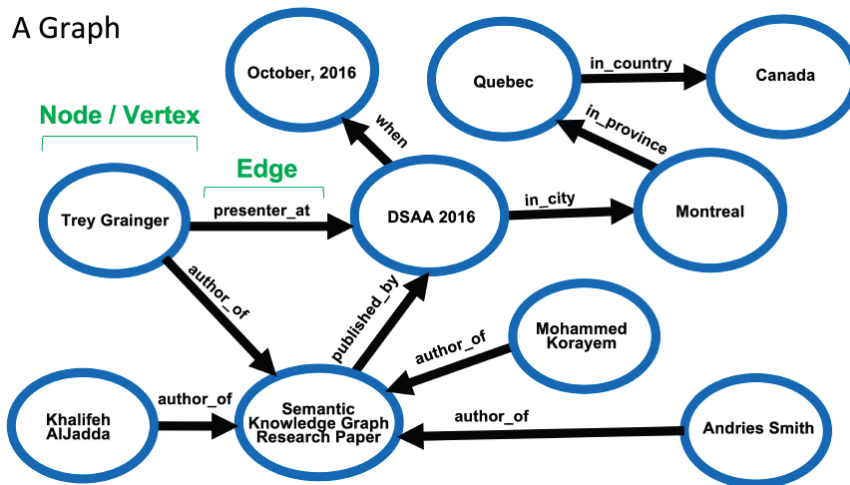 A Graph
October, 2016
Quebec
in_country
Canada
Node / Vertex
when
in_province
Edge
Trey Grainger
presenter_at
DSAA 2016
in_city
Montreal
author_of
published_by
Mohammed
Korayem
author_of
Khalifeh
AlJadda
author_of
Semantic
Knowledge Graph
Research Paper
author_of
Andries Smith